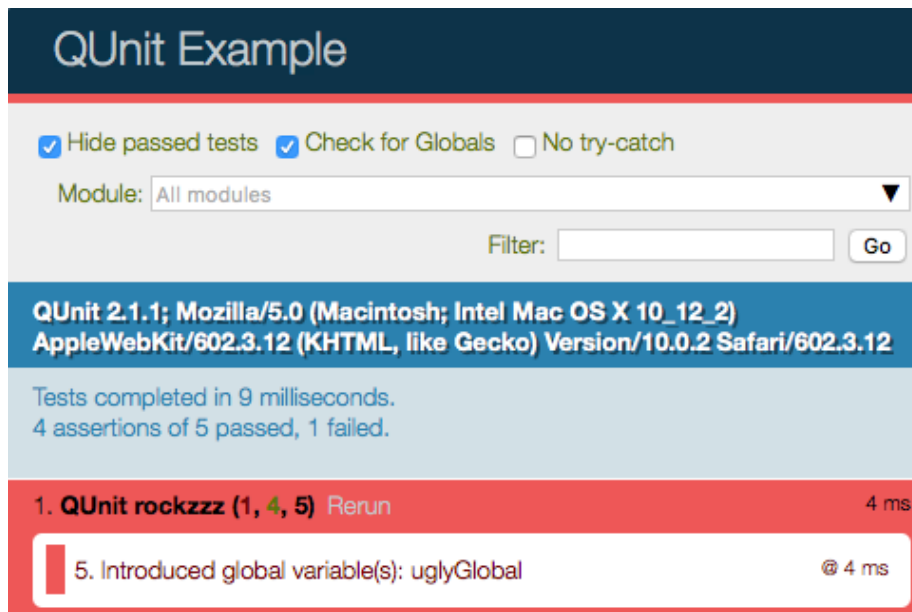 QUnit Example
Hide passed tests Check for Globals No try-catch
Module: All modules ▼
Filter: Go
QUnit 2.1.1; Mozilla/5.0 (Macintosh; Intel Mac OS X 10_12_2)
AppleWebKit/602.3.12 (KHTML, like Gecko) Version/10.0.2 Safari/602.3.12
Tests completed in 9 milliseconds.
4 assertions of 5 passed, 1 failed.
1. QUnit rockzzz (1, 4, 5) Rerun 4 ms
5. Introduced global variable(s): uglyGlobal @ 4 ms